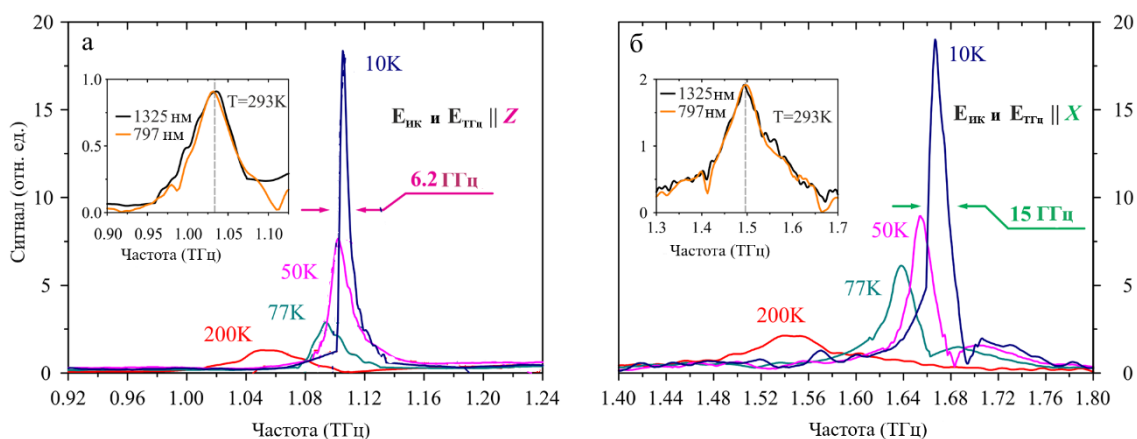 а
20
15
10
5
0
Сигнал (отн. ед.)
0.92 0.96 1.00 1.04 1.08 1.12 1.16 1.20 1.24
Частота (ТГц)
1.0
0.5
0.0
1325 нм
797 нм
T=293K
0.90 0.95 1.00 1.05 1.10
Частота (ТГц)
10K
Eик и EТГц || Z
6.2 ГГц
50K
77K
200K
б
20
15
10
5
0
1.40 1.44 1.48 1.52 1.56 1.60 1.64 1.68 1.72 1.76 1.80
Частота (ТГц)
2
1
0
1325 нм
797 нм
T=293K
1.3 1.4 1.5 1.6 1.7
Частота (ТГц)
10K
Eик и EТГц || X
15 ГГц
50K
77K
200K